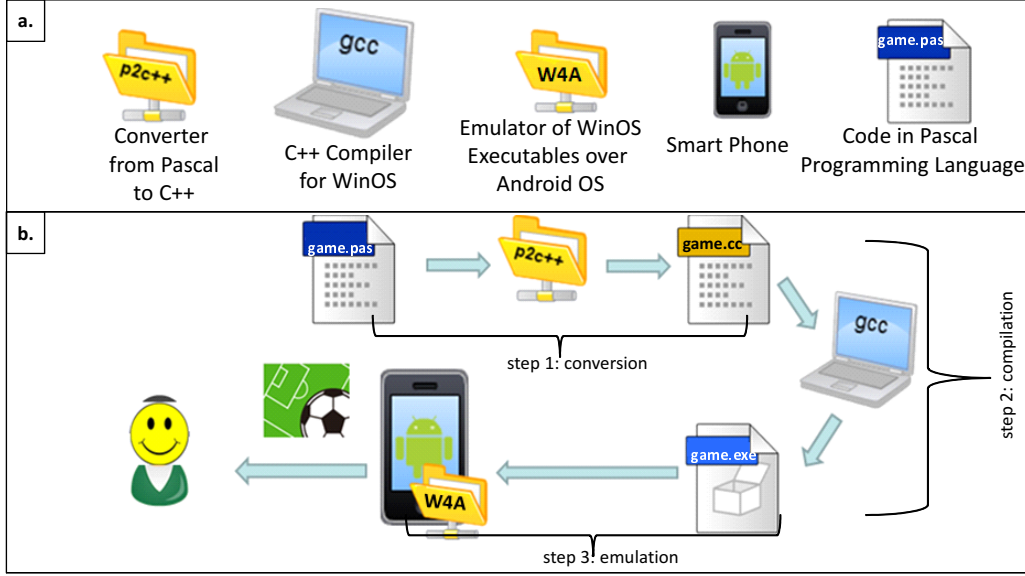 a.
p2c++
gcc
W4A
game.pas
Converter
from Pascal
to C++
C++ Compiler
for WinOS
Emulator of WinOS
Executables over
Android OS
Smart Phone
Code in Pascal
Programming Language
b.
game.pas
p2c++
game.cc
gcc
step 1: conversion
step 2: compilation
game.exe
W4A
step 3: emulation